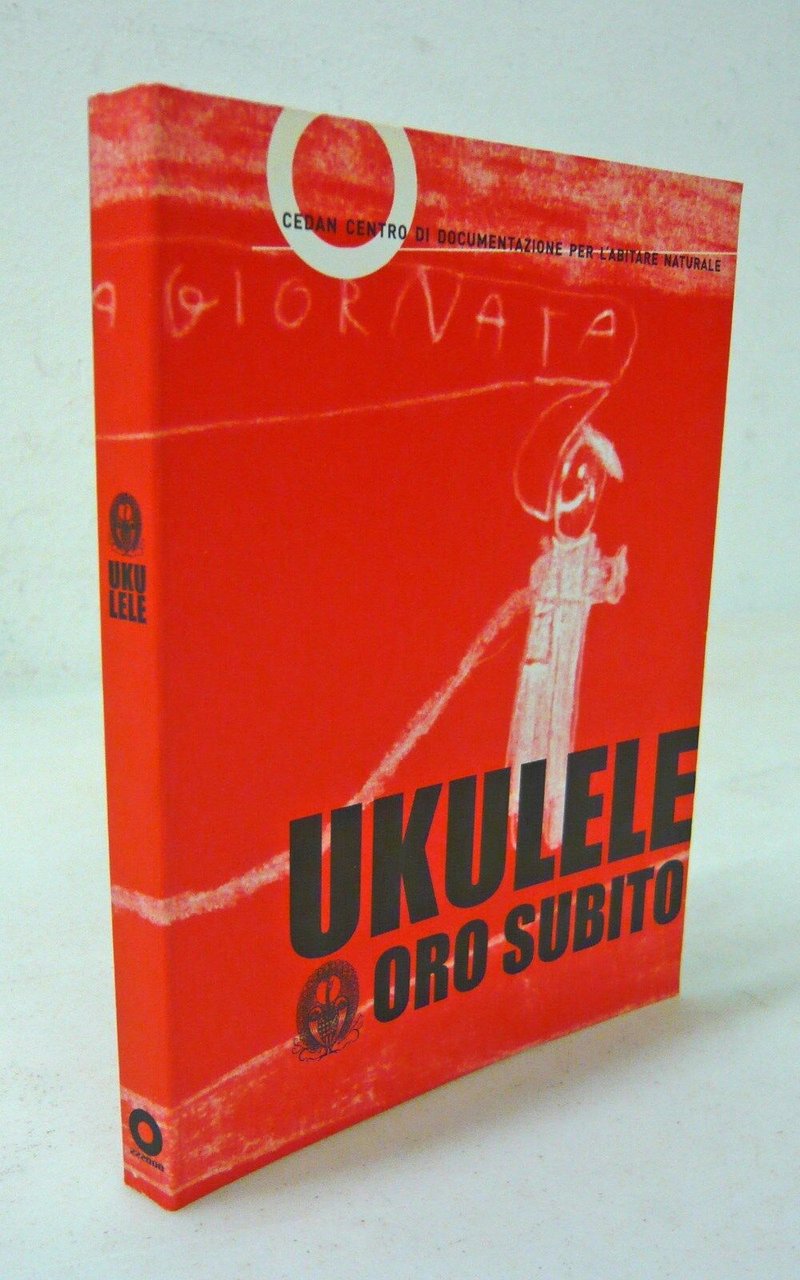 CEDAN CENTRO DI DOCUMENTAZIONE PER L'ABITARE NATURALE
A GIORNATA
UKU
LELE
UKULELE
ORO SUBITO